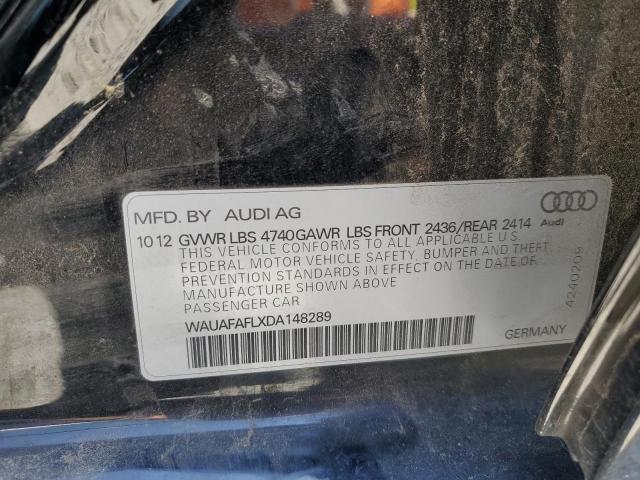 MFD. BY AUDI AG
Audi
10 12 GVWR LBS 4740GAWR LBS FRONT 2436/REAR 2414
THIS VEHICLE CONFORMS TO ALL APPLICABLE U.S.
FEDERAL MOTOR VEHICLE SAFETY, BUMPER AND THEFT
PREVENTION STANDARDS IN EFFECT ON THE DATE OF
MANUFACTURE SHOWN ABOVE
PASSENGER CAR
WAUAFAFLXDA148289
GERMANY
4240209